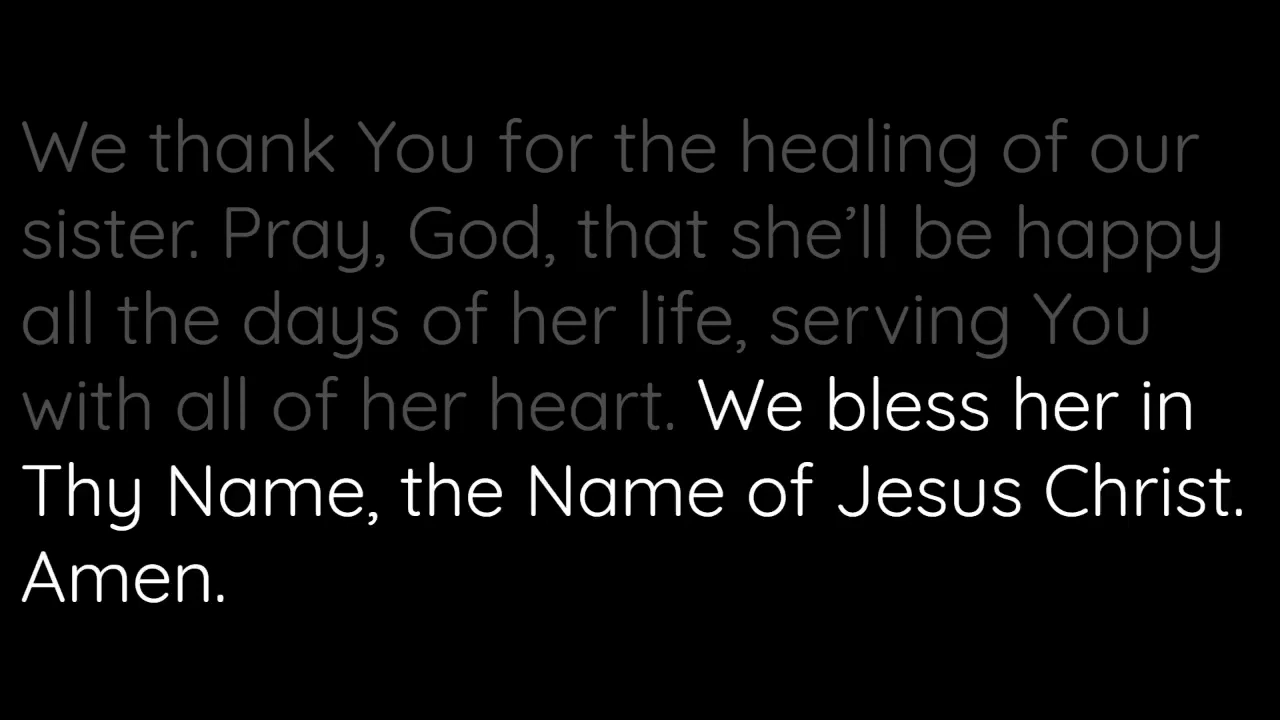 We thank You for the healing of our
sister. Pray, God, that she’ll be happy
all the days of her life, serving You
with all of her heart. We bless her in
Thy Name, the Name of Jesus Christ.
Amen.